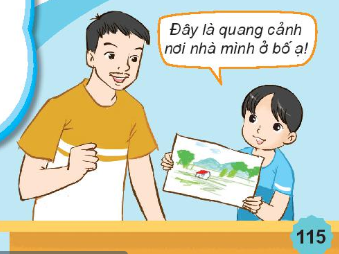 Đây là quang cảnh
nơi nhà mình ở bố ạ!
115